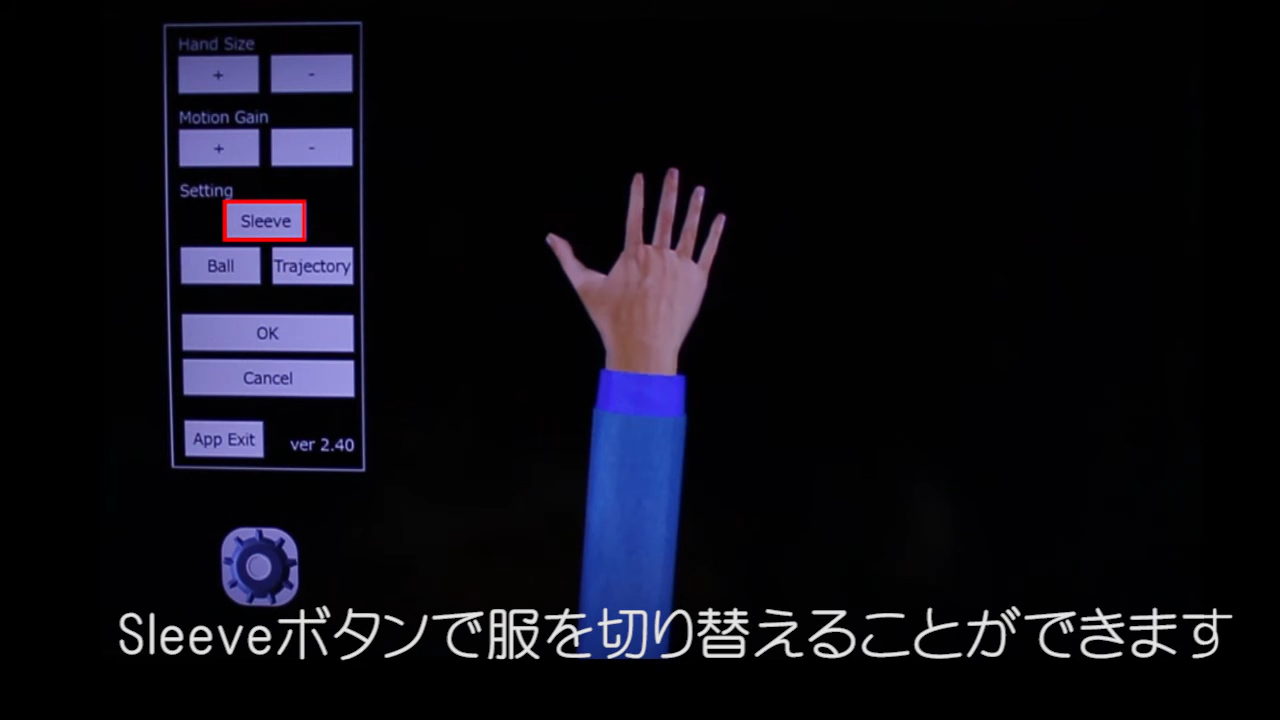 Hand Size
+ -
Motion Gain
+ -
Setting
Sleeve
Ball Trajectory
OK
Cancel
App Exit ver 2.40
Sleeveボタンで服を切り替えることができます